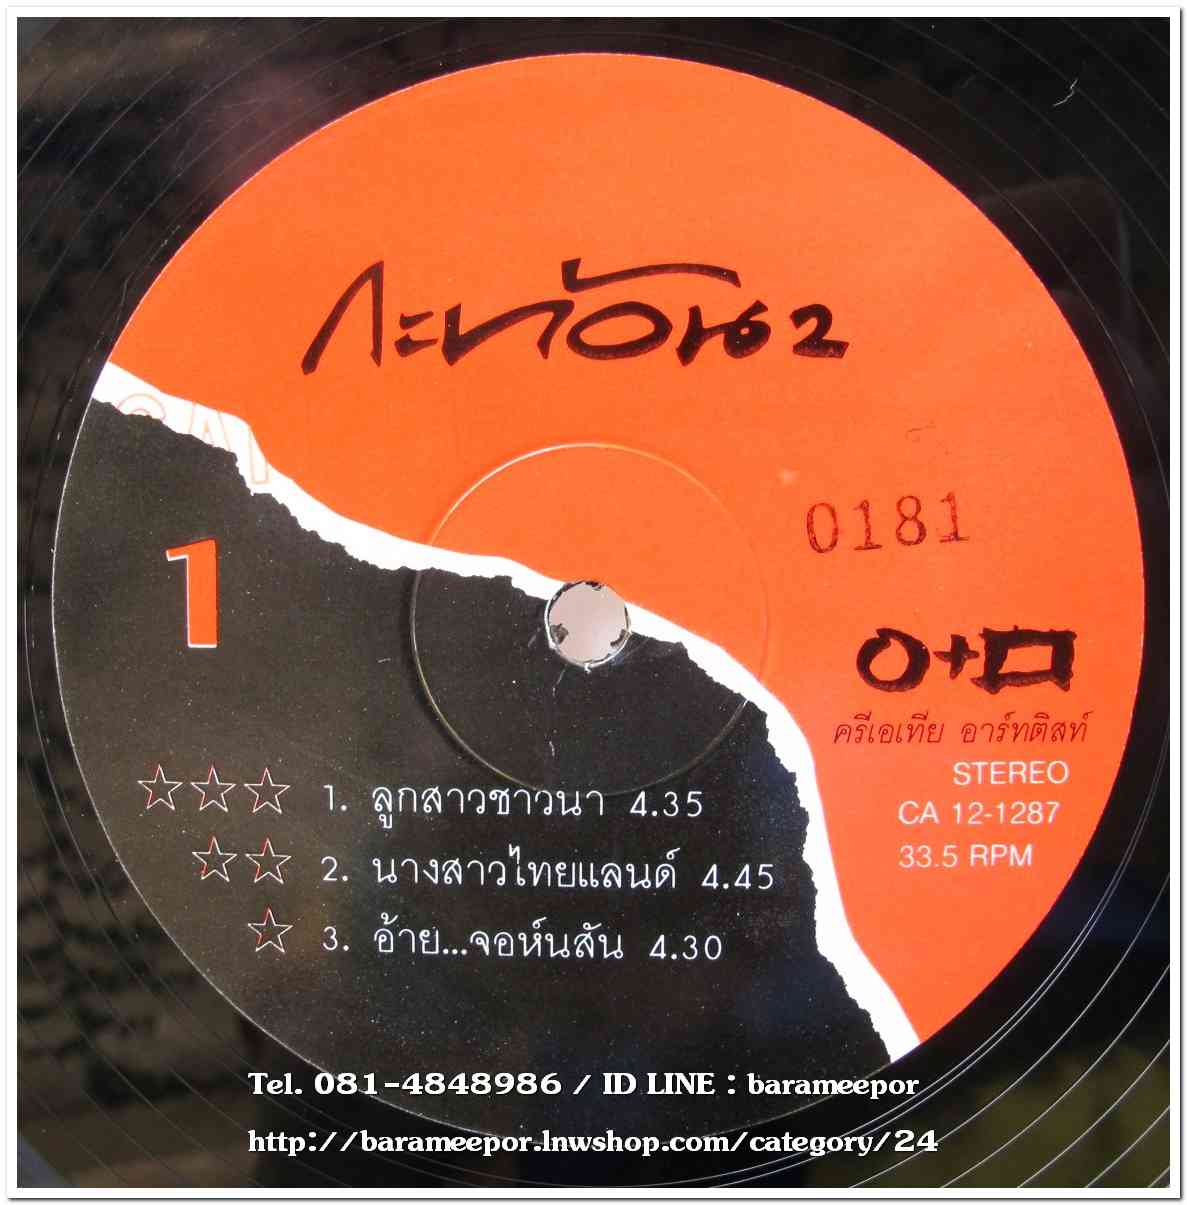 กะท้อน ๒
CA
0181
1
O+ロ
ครีเอเทีย อาร์ทติสท์
STEREO
CA 12-1287
33.5 RPM
☆☆☆ 1. ลูกสาวชาวนา 4.35
☆☆ 2. นางสาวไทยแลนด์ 4.45
☆ 3. อ้าย...จอห์นสัน 4.30
Tel. 081-4848986 / ID LINE : barameepor
http://barameepor.lnwshop.com/category/24